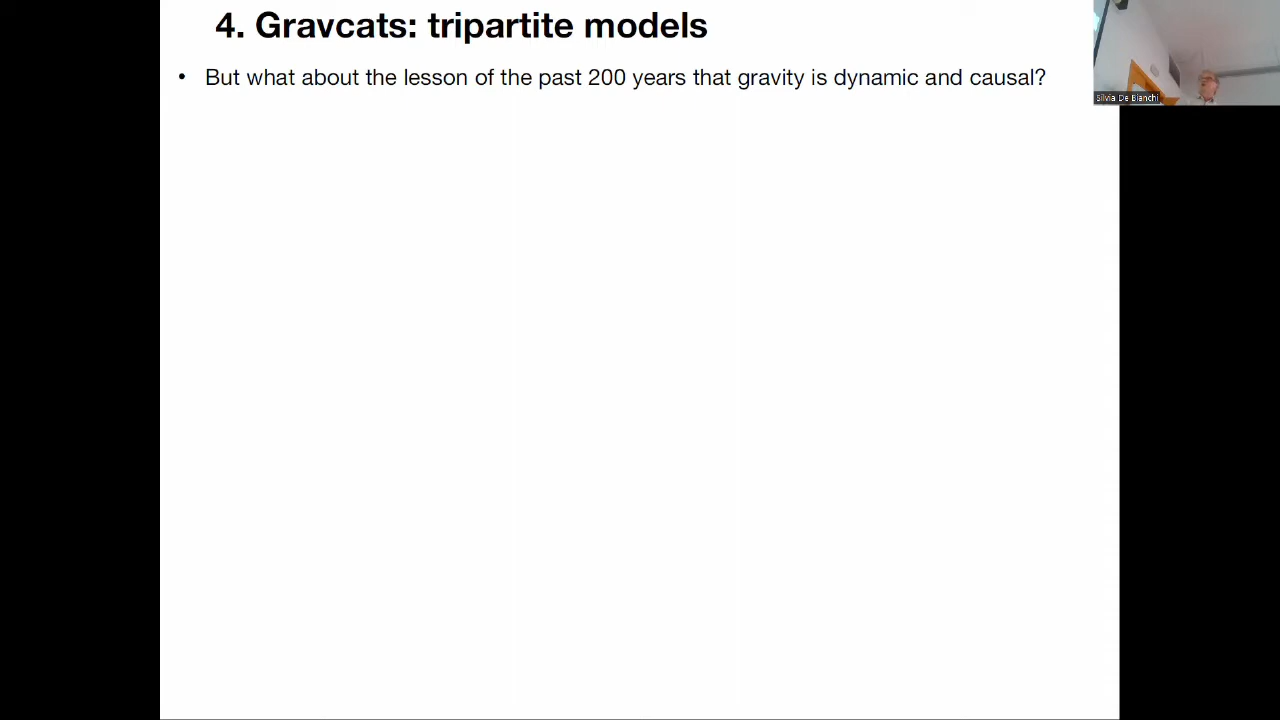 4. Gravcats: tripartite models
• But what about the lesson of the past 200 years that gravity is dynamic and causal?
Silvia De Bianchi